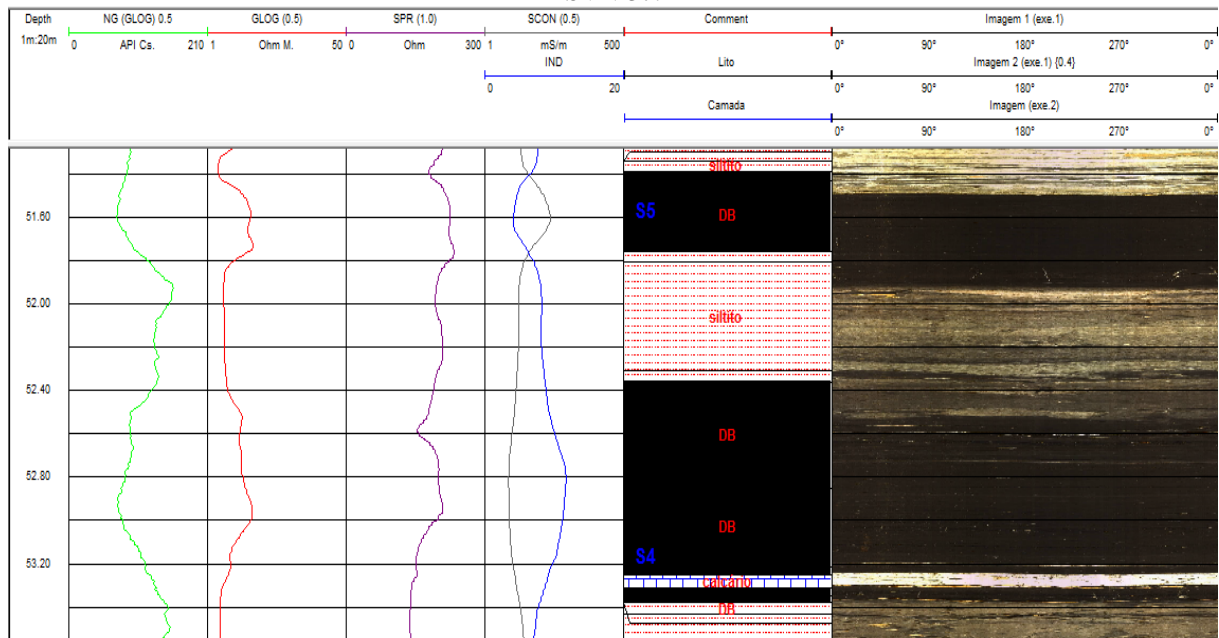 Depth NG (GLOG) 0.5 GLOG (0.5) SPR (1.0) SCON (0.5) Comment Imagem 1 (exe.1)
1m:20m 0 API Cs. 210 1 Ohm M. 50 0 Ohm 300 1 mS/m 500 0° 90° 180° 270° 0°
IND Lito Imagem 2 (exe.1) {0.4}
0 20 0° 90° 180° 270° 0°
Camada Imagem (exe.2)
0° 90° 180° 270° 0°
siltito
51.60 S5 DB
52.00 siltito
52.40
DB
52.80
DB
53.20 S4
calcario
DB